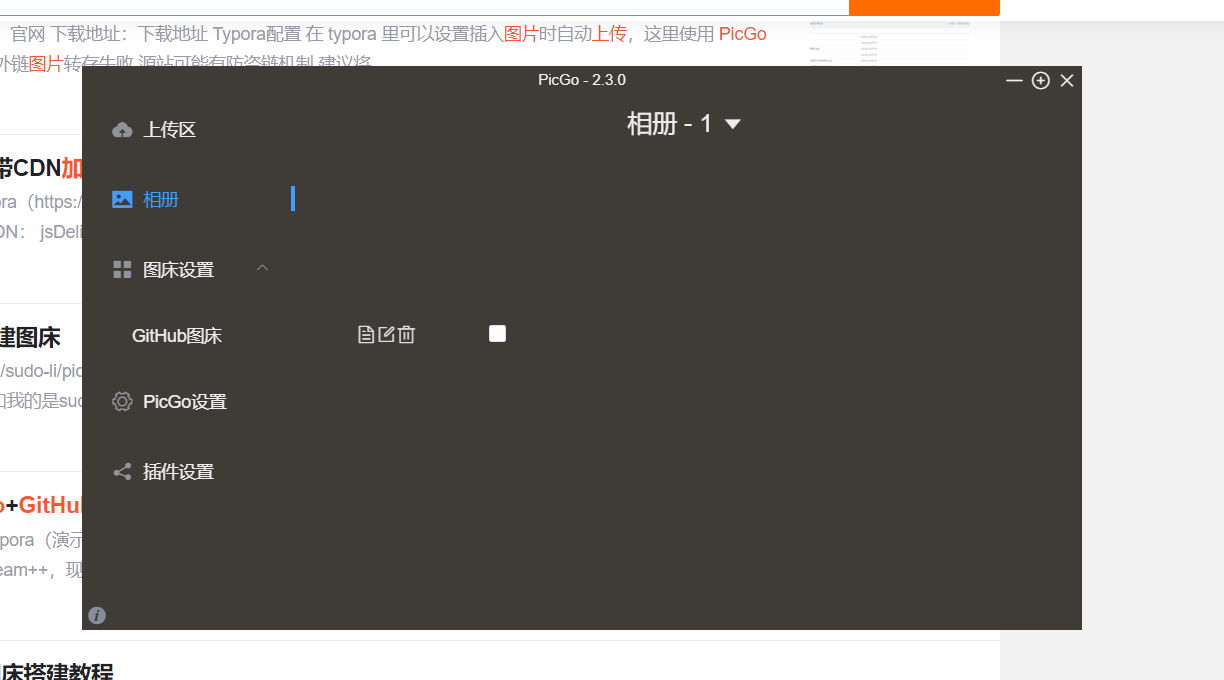 官网 下载地址：下载地址 Typora配置 在 typora 里可以设置插入图片时自动上传，这里使用 PicGo
外链图片转存失败,源站可能有防盗链机制,建议将
PicGo - 2.3.0
上传区
相册 - 1
带CDN加
相册
ora（https:/
DN： jsDeli
图床设置
建图床
GitHub图床
/sudo-li/pic
如我的是sud
PicGo设置
插件设置
o+GitHub
ypora（演示
eam++，现
图床搭建教程